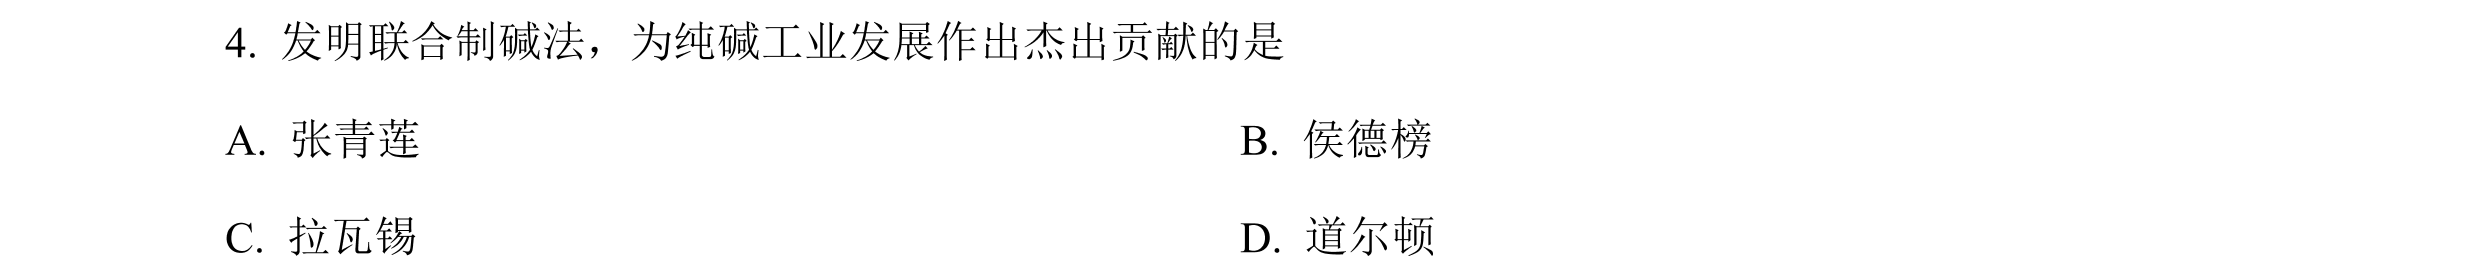 4. 发明联合制碱法，为纯碱工业发展作出杰出贡献的是
A. 张青莲 B. 侯德榜
C. 拉瓦锡 D. 道尔顿